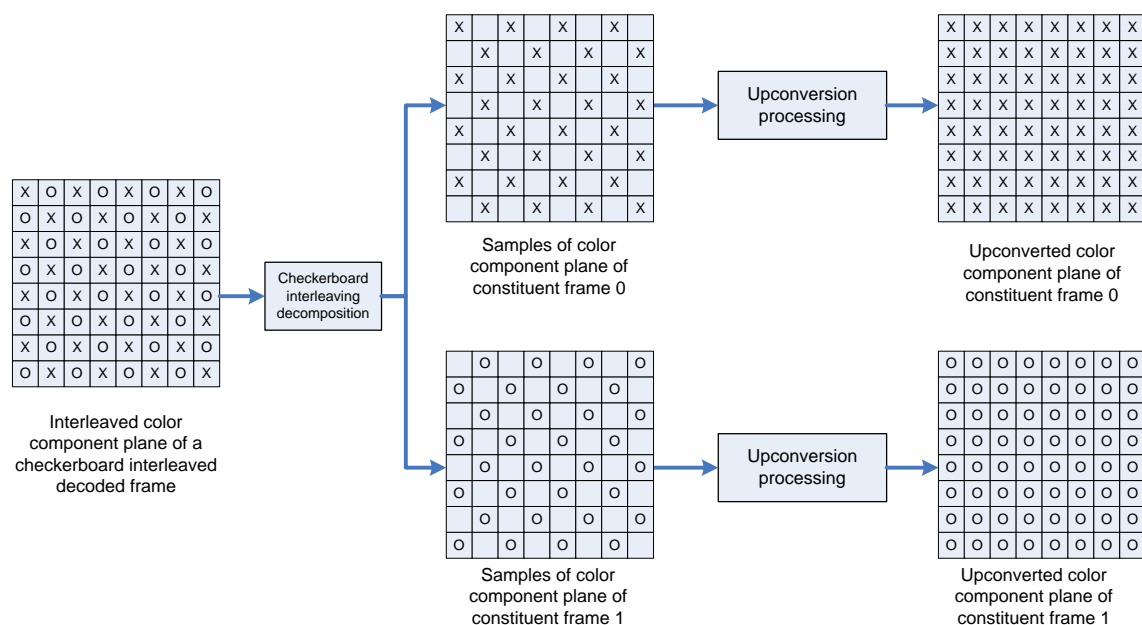 X O X O X O X O
O X O X O X O X
X O X O X O X O
O X O X O X O X
X O X O X O X O
O X O X O X X X
X O X O X O X O
O X O X O X O X
Interleaved color
component plane of a
checkerboard interleaved
decoded frame
Checkerboard
interleaving
decomposition
X X X X
X X X X
X X X X
X X X X
X X X X
X X X X
X X X X
X X X X
Samples of color
component plane of
constituent frame 0
Upconversion
processing
X X X X X X X X
X X X X X X X X
X X X X X X X X
X X X X X X X X
X X X X X X X X
X X X X X X X X
X X X X X X X X
X X X X X X X X
Upconverted color
component plane of
constituent frame 0
O O O O
O O O O
O O O O
O O O O
O O O O
O O O O
O O O O
O O O O
Samples of color
component plane of
constituent frame 1
Upconversion
processing
O O O O O O O O
O O O O O O O O
O O O O O O O O
O O O O O O O O
O O O O O O O O
O O O O O O O O
O O O O O O O O
O O O O O O O O
Upconverted color
component plane of
constituent frame 1